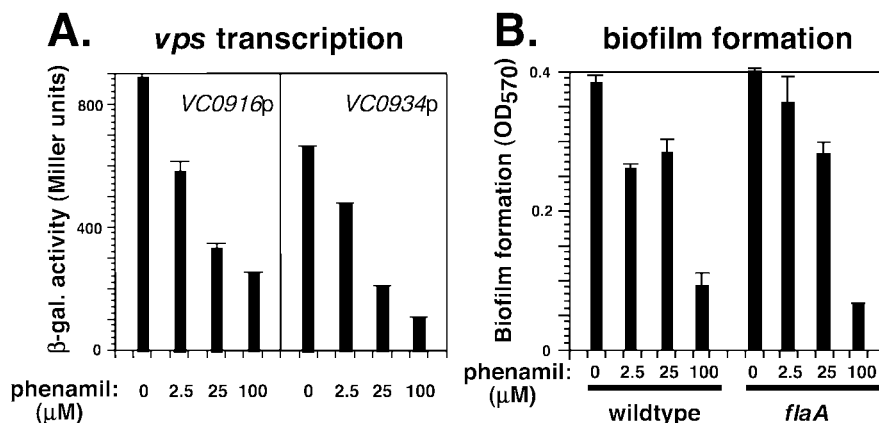 A. vps transcription
β-gal. activity (Miller units)
800
400
0
VC0916p
VC0934p
phenamil: 0 2.5 25 100 0 2.5 25 100
(μM)
B. biofilm formation
Biofilm formation (OD570)
0.4
0.2
0
phenamil: 0 2.5 25 100 0 2.5 25 100
(μM)
wildtype flaA